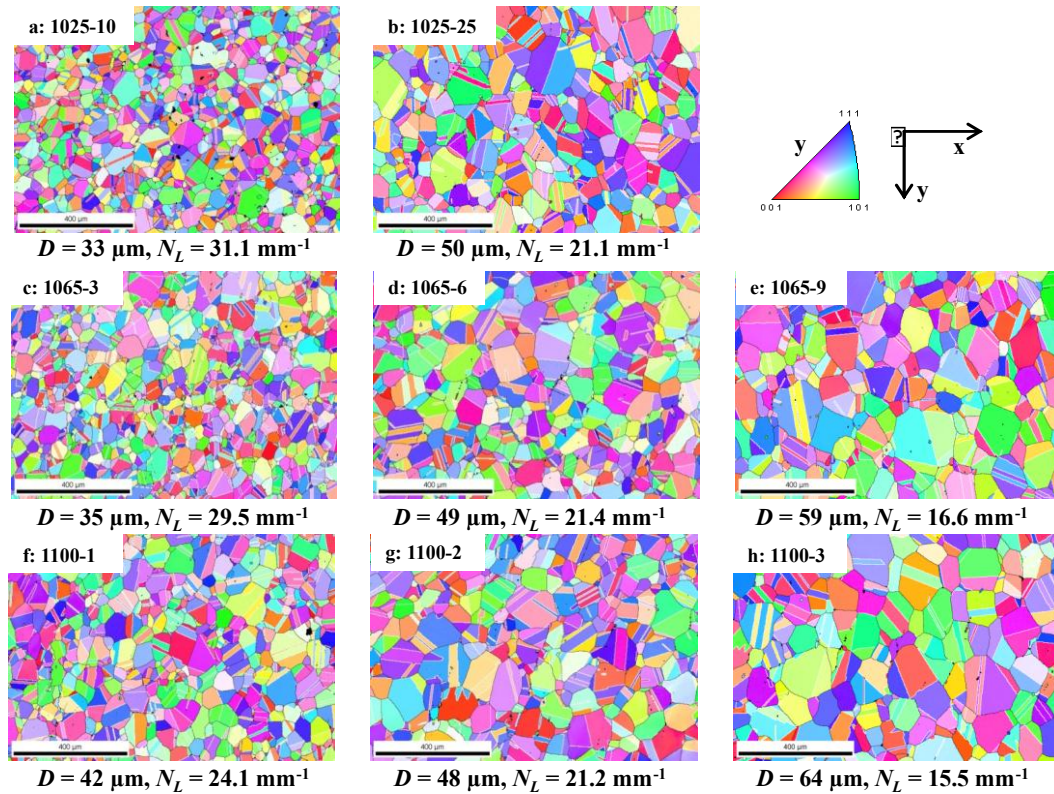 a: 1025-10
b: 1025-25
1 1 1
y
?
x
0 0 1
1 0 1
y
400 µm
400 µm
D = 33 µm, N_L = 31.1 mm⁻¹
D = 50 µm, N_L = 21.1 mm⁻¹
c: 1065-3
d: 1065-6
e: 1065-9
400 µm
400 µm
400 µm
D = 35 µm, N_L = 29.5 mm⁻¹
D = 49 µm, N_L = 21.4 mm⁻¹
D = 59 µm, N_L = 16.6 mm⁻¹
f: 1100-1
g: 1100-2
h: 1100-3
400 µm
400 µm
400 µm
D = 42 µm, N_L = 24.1 mm⁻¹
D = 48 µm, N_L = 21.2 mm⁻¹
D = 64 µm, N_L = 15.5 mm⁻¹